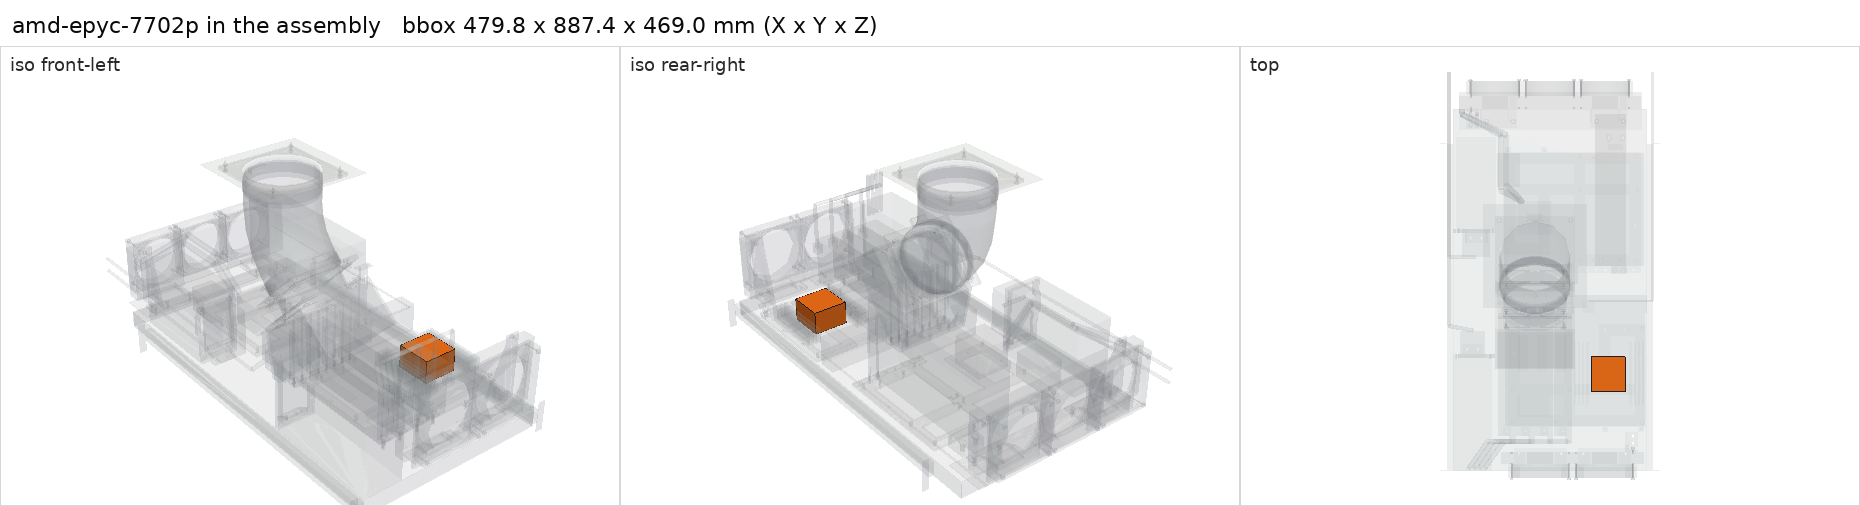 amd-epyc-7702p in the assembly   bbox 479.8 x 887.4 x 469.0 mm (X x Y x Z)
iso front-left
iso rear-right
top